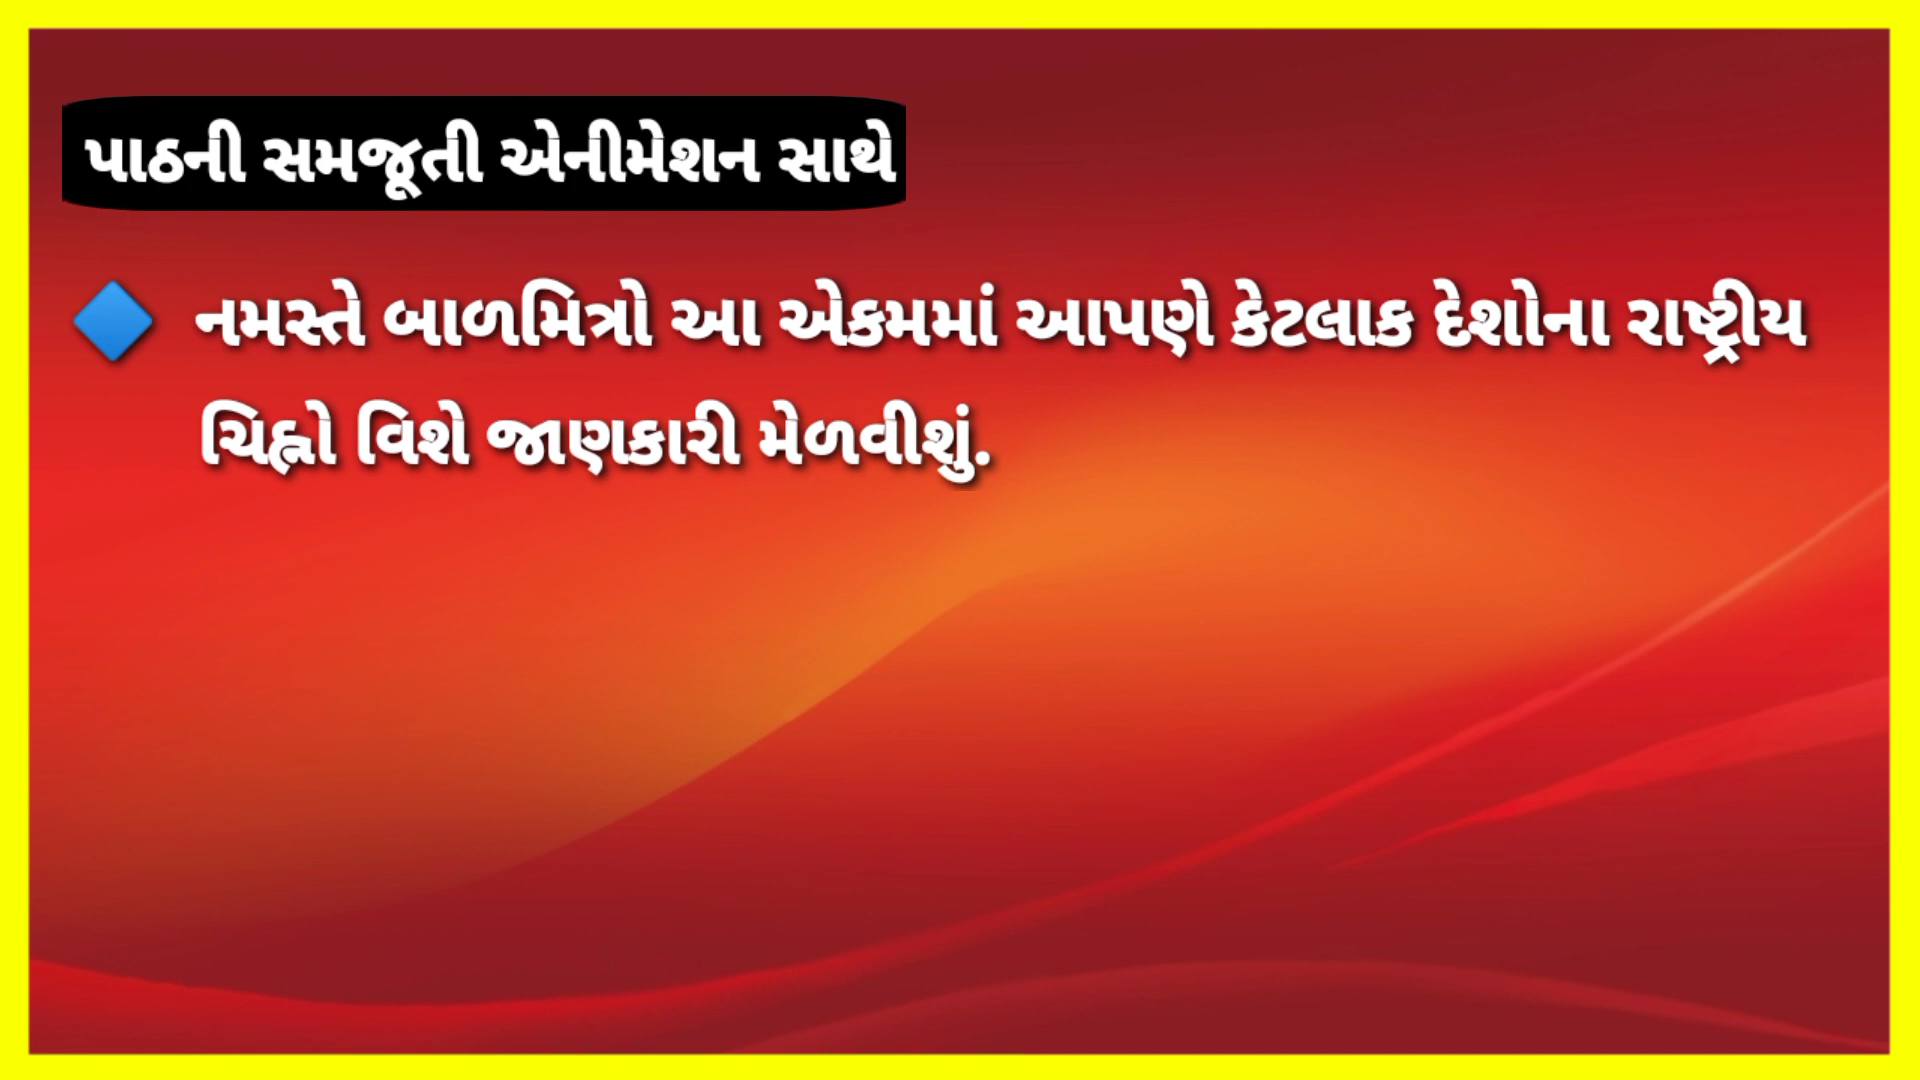 પાઠની સમજૂતી એનીમેશન સાથે
🔷 નમસ્તે બાળમિત્રો આ એકમમાં આપણે કેટલાક દેશોના રાષ્ટ્રીય
ચિહ્નો વિશે જાણકારી મેળવીશું.